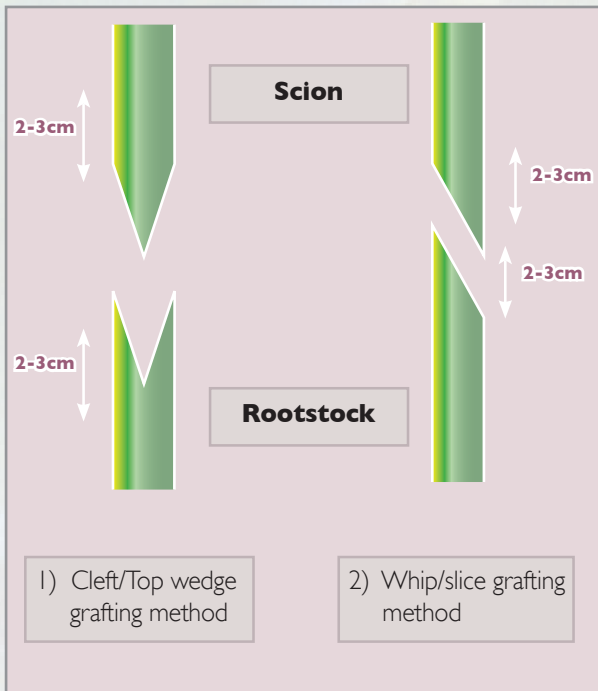 Scion
2-3cm
2-3cm
2-3cm
2-3cm
Rootstock
1) Cleft/Top wedge
grafting method
2) Whip/slice grafting
method